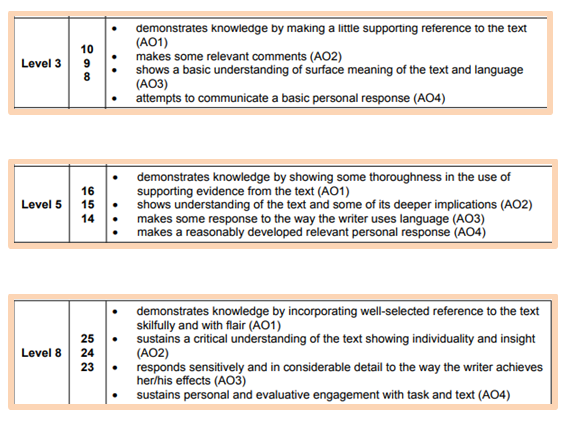 demonstrates knowledge by making a little supporting reference to the text
(AO1)
makes some relevant comments (AO2)
shows a basic understanding of surface meaning of the text and language
(AO3)
attempts to communicate a basic personal response (AO4)
Level 3
10
9
8
demonstrates knowledge by showing some thoroughness in the use of
supporting evidence from the text (AO1)
shows understanding of the text and some of its deeper implications (AO2)
makes some response to the way the writer uses language (AO3)
makes a reasonably developed relevant personal response (AO4)
Level 5
16
15
14
demonstrates knowledge by incorporating well-selected reference to the text
skilfully and with flair (AO1)
sustains a critical understanding of the text showing individuality and insight
(AO2)
responds sensitively and in considerable detail to the way the writer achieves
her/his effects (AO3)
sustains personal and evaluative engagement with task and text (AO4)
Level 8
25
24
23